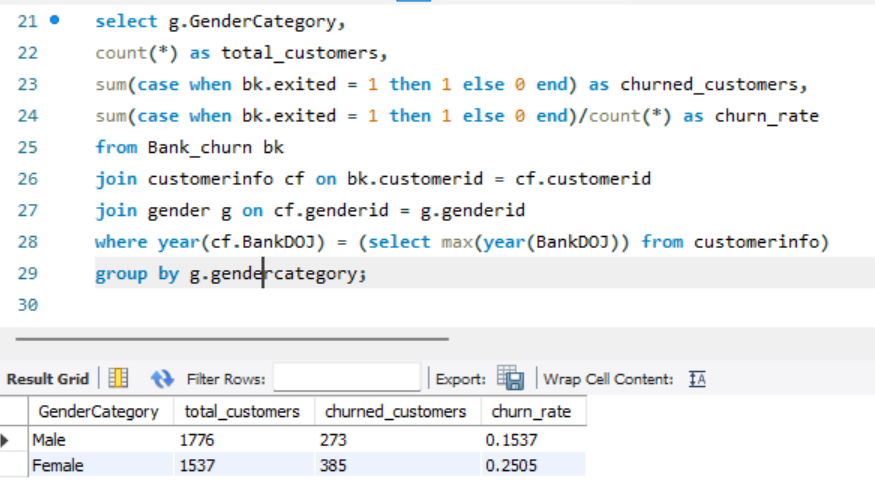 21 select g.GenderCategory,
22 count(*) as total_customers,
23 sum(case when bk.exited = 1 then 1 else 0 end) as churned_customers,
24 sum(case when bk.exited = 1 then 1 else 0 end)/count(*) as churn_rate
25 from Bank_churn bk
26 join customerinfo cf on bk.customerid = cf.customerid
27 join gender g on cf.genderid = g.genderid
28 where year(cf.BankDOJ) = (select max(year(BankDOJ)) from customerinfo)
29 group by g.gendercategory;
30
Result Grid Filter Rows: Export: Wrap Cell Content: IA
GenderCategory total_customers churned_customers churn_rate
Male 1776 273 0.1537
Female 1537 385 0.2505